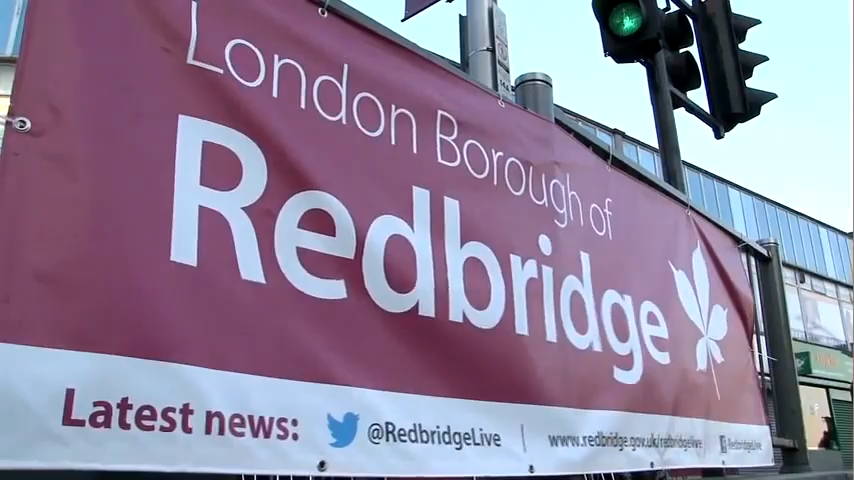 London Borough of
Redbridge
Latest news: @RedbridgeLive | www.redbridge.gov.uk/redbridgelive RedbridgeLive